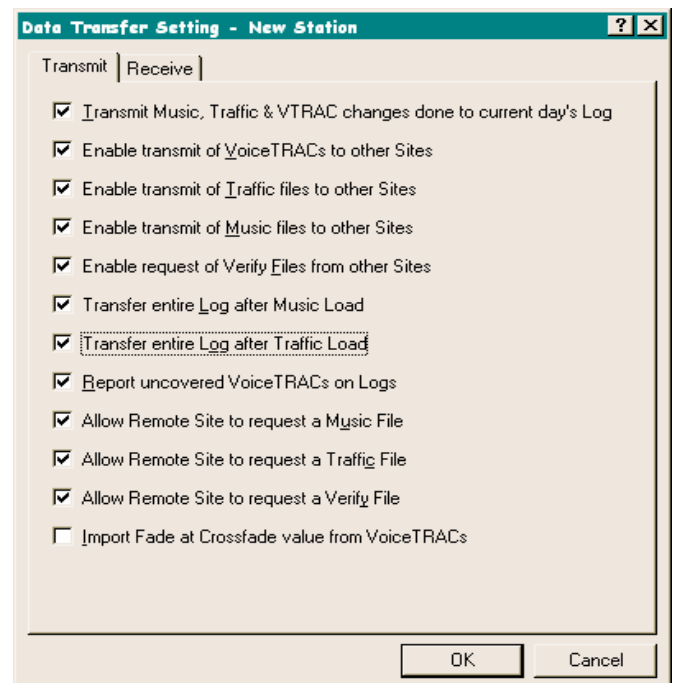 Data Transfer Setting - New Station
Transmit Receive
Transmit Music, Traffic & VTRAC changes done to current day's Log
Enable transmit of VoiceTRACs to other Sites
Enable transmit of Traffic files to other Sites
Enable transmit of Music files to other Sites
Enable request of Verify Files from other Sites
Transfer entire Log after Music Load
Transfer entire Log after Traffic Load
Report uncovered VoiceTRACs on Logs
Allow Remote Site to request a Music File
Allow Remote Site to request a Traffic File
Allow Remote Site to request a Verify File
Import Fade at Crossfade value from VoiceTRACs
OK Cancel